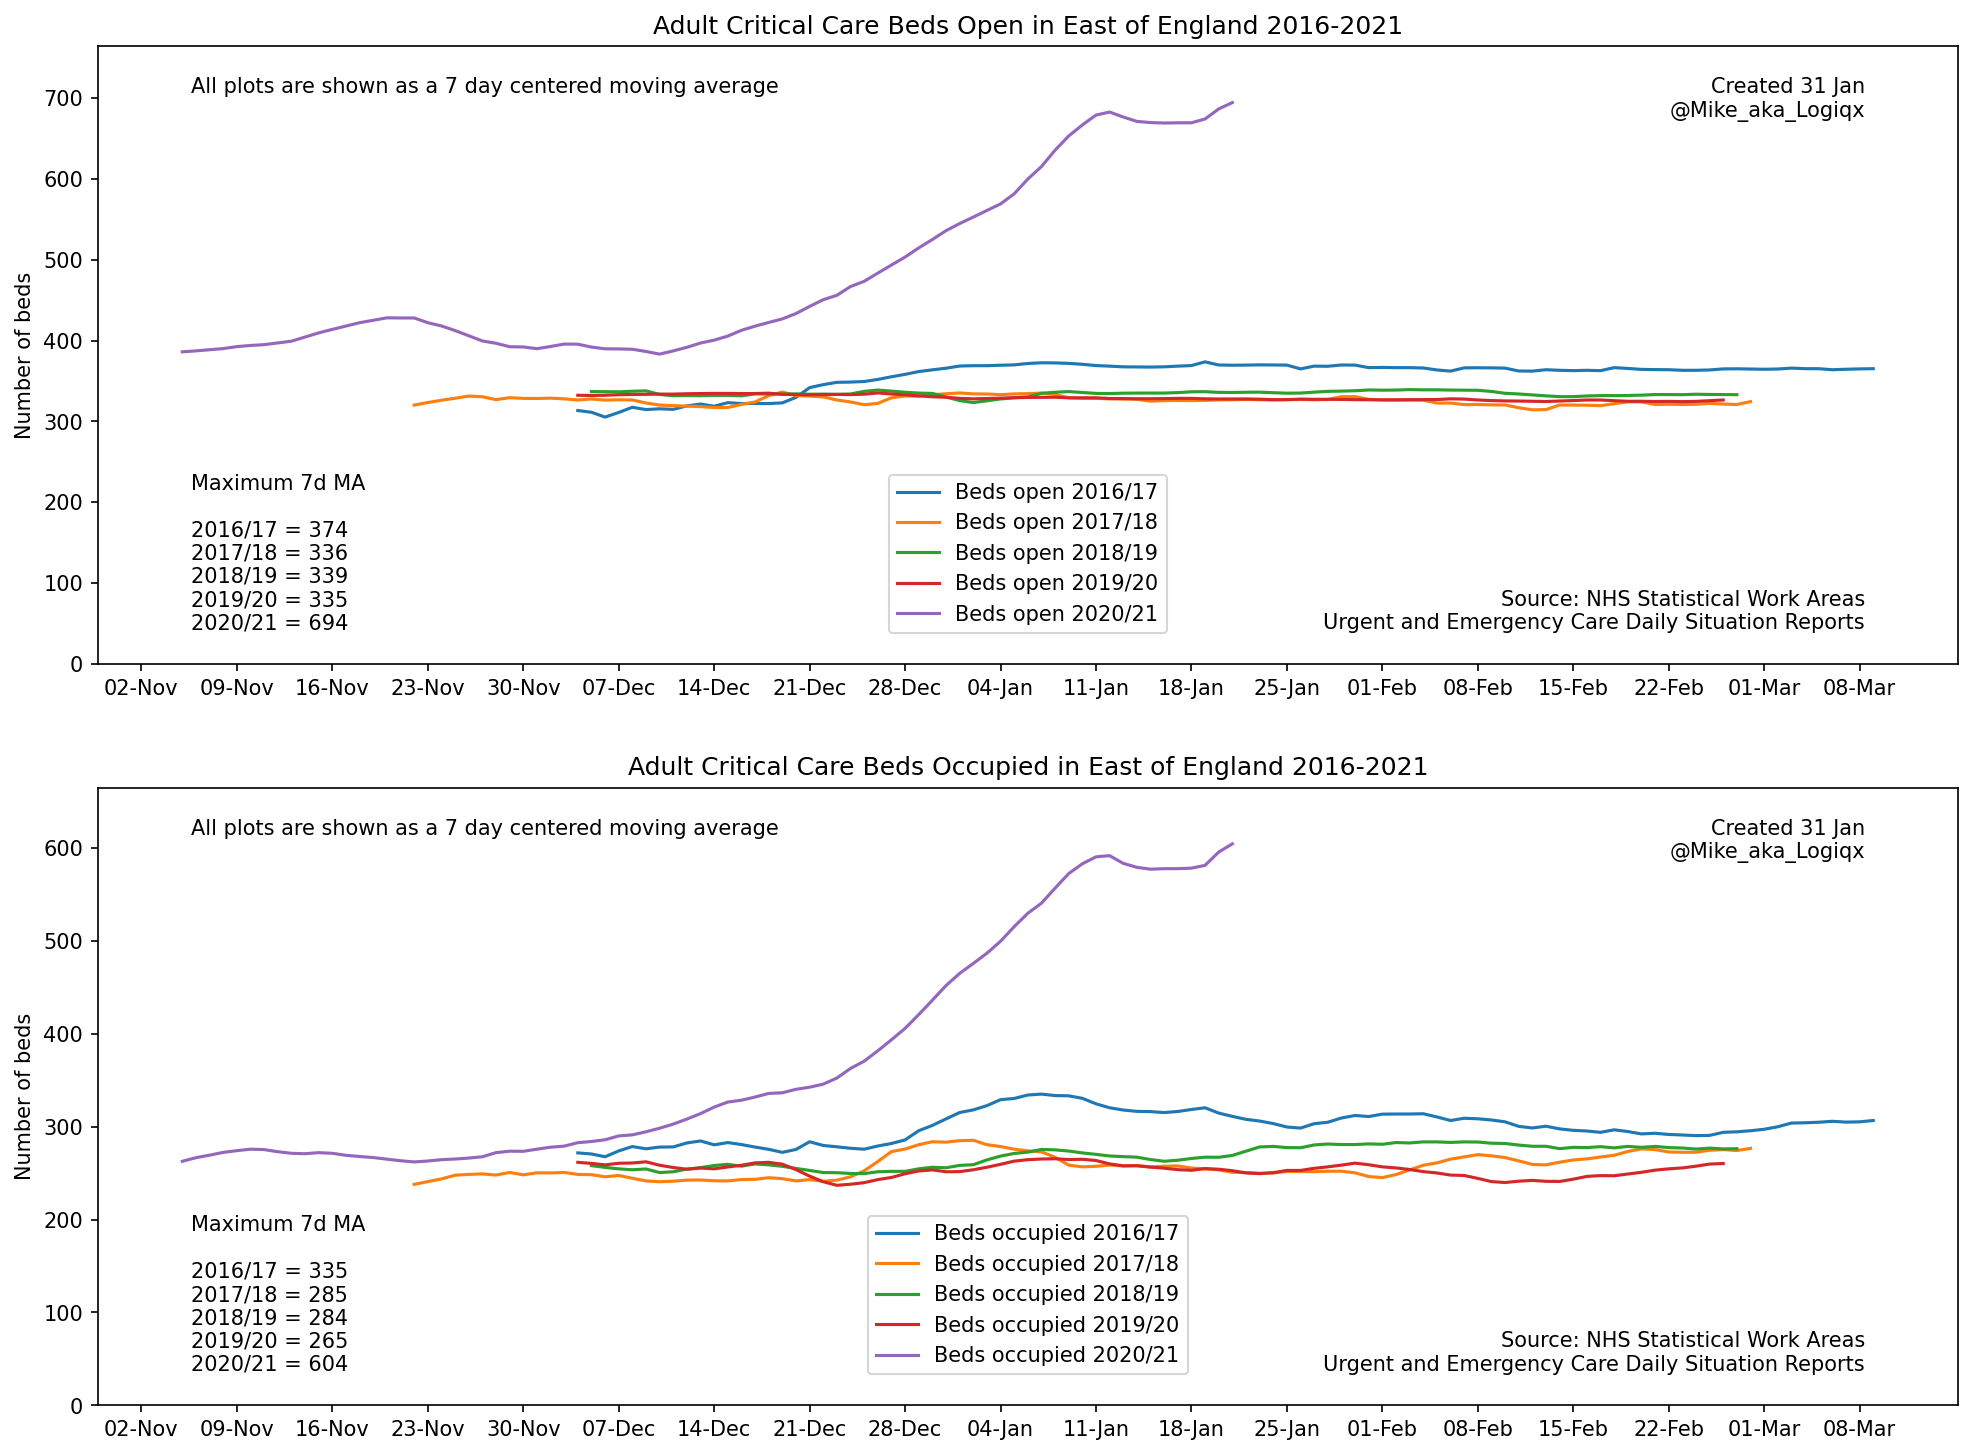 Adult Critical Care Beds Open in East of England 2016-2021
All plots are shown as a 7 day centered moving average
Created 31 Jan
@Mike_aka_Logiqx
Number of beds
700
600
500
400
300
200
100
0
Maximum 7d MA
2016/17 = 374
2017/18 = 336
2018/19 = 339
2019/20 = 335
2020/21 = 694
Beds open 2016/17
Beds open 2017/18
Beds open 2018/19
Beds open 2019/20
Beds open 2020/21
Source: NHS Statistical Work Areas
Urgent and Emergency Care Daily Situation Reports
02-Nov 09-Nov 16-Nov 23-Nov 30-Nov 07-Dec 14-Dec 21-Dec 28-Dec 04-Jan 11-Jan 18-Jan 25-Jan 01-Feb 08-Feb 15-Feb 22-Feb 01-Mar 08-Mar
Adult Critical Care Beds Occupied in East of England 2016-2021
All plots are shown as a 7 day centered moving average
Created 31 Jan
@Mike_aka_Logiqx
Number of beds
600
500
400
300
200
100
0
Maximum 7d MA
2016/17 = 335
2017/18 = 285
2018/19 = 284
2019/20 = 265
2020/21 = 604
Beds occupied 2016/17
Beds occupied 2017/18
Beds occupied 2018/19
Beds occupied 2019/20
Beds occupied 2020/21
Source: NHS Statistical Work Areas
Urgent and Emergency Care Daily Situation Reports
02-Nov 09-Nov 16-Nov 23-Nov 30-Nov 07-Dec 14-Dec 21-Dec 28-Dec 04-Jan 11-Jan 18-Jan 25-Jan 01-Feb 08-Feb 15-Feb 22-Feb 01-Mar 08-Mar